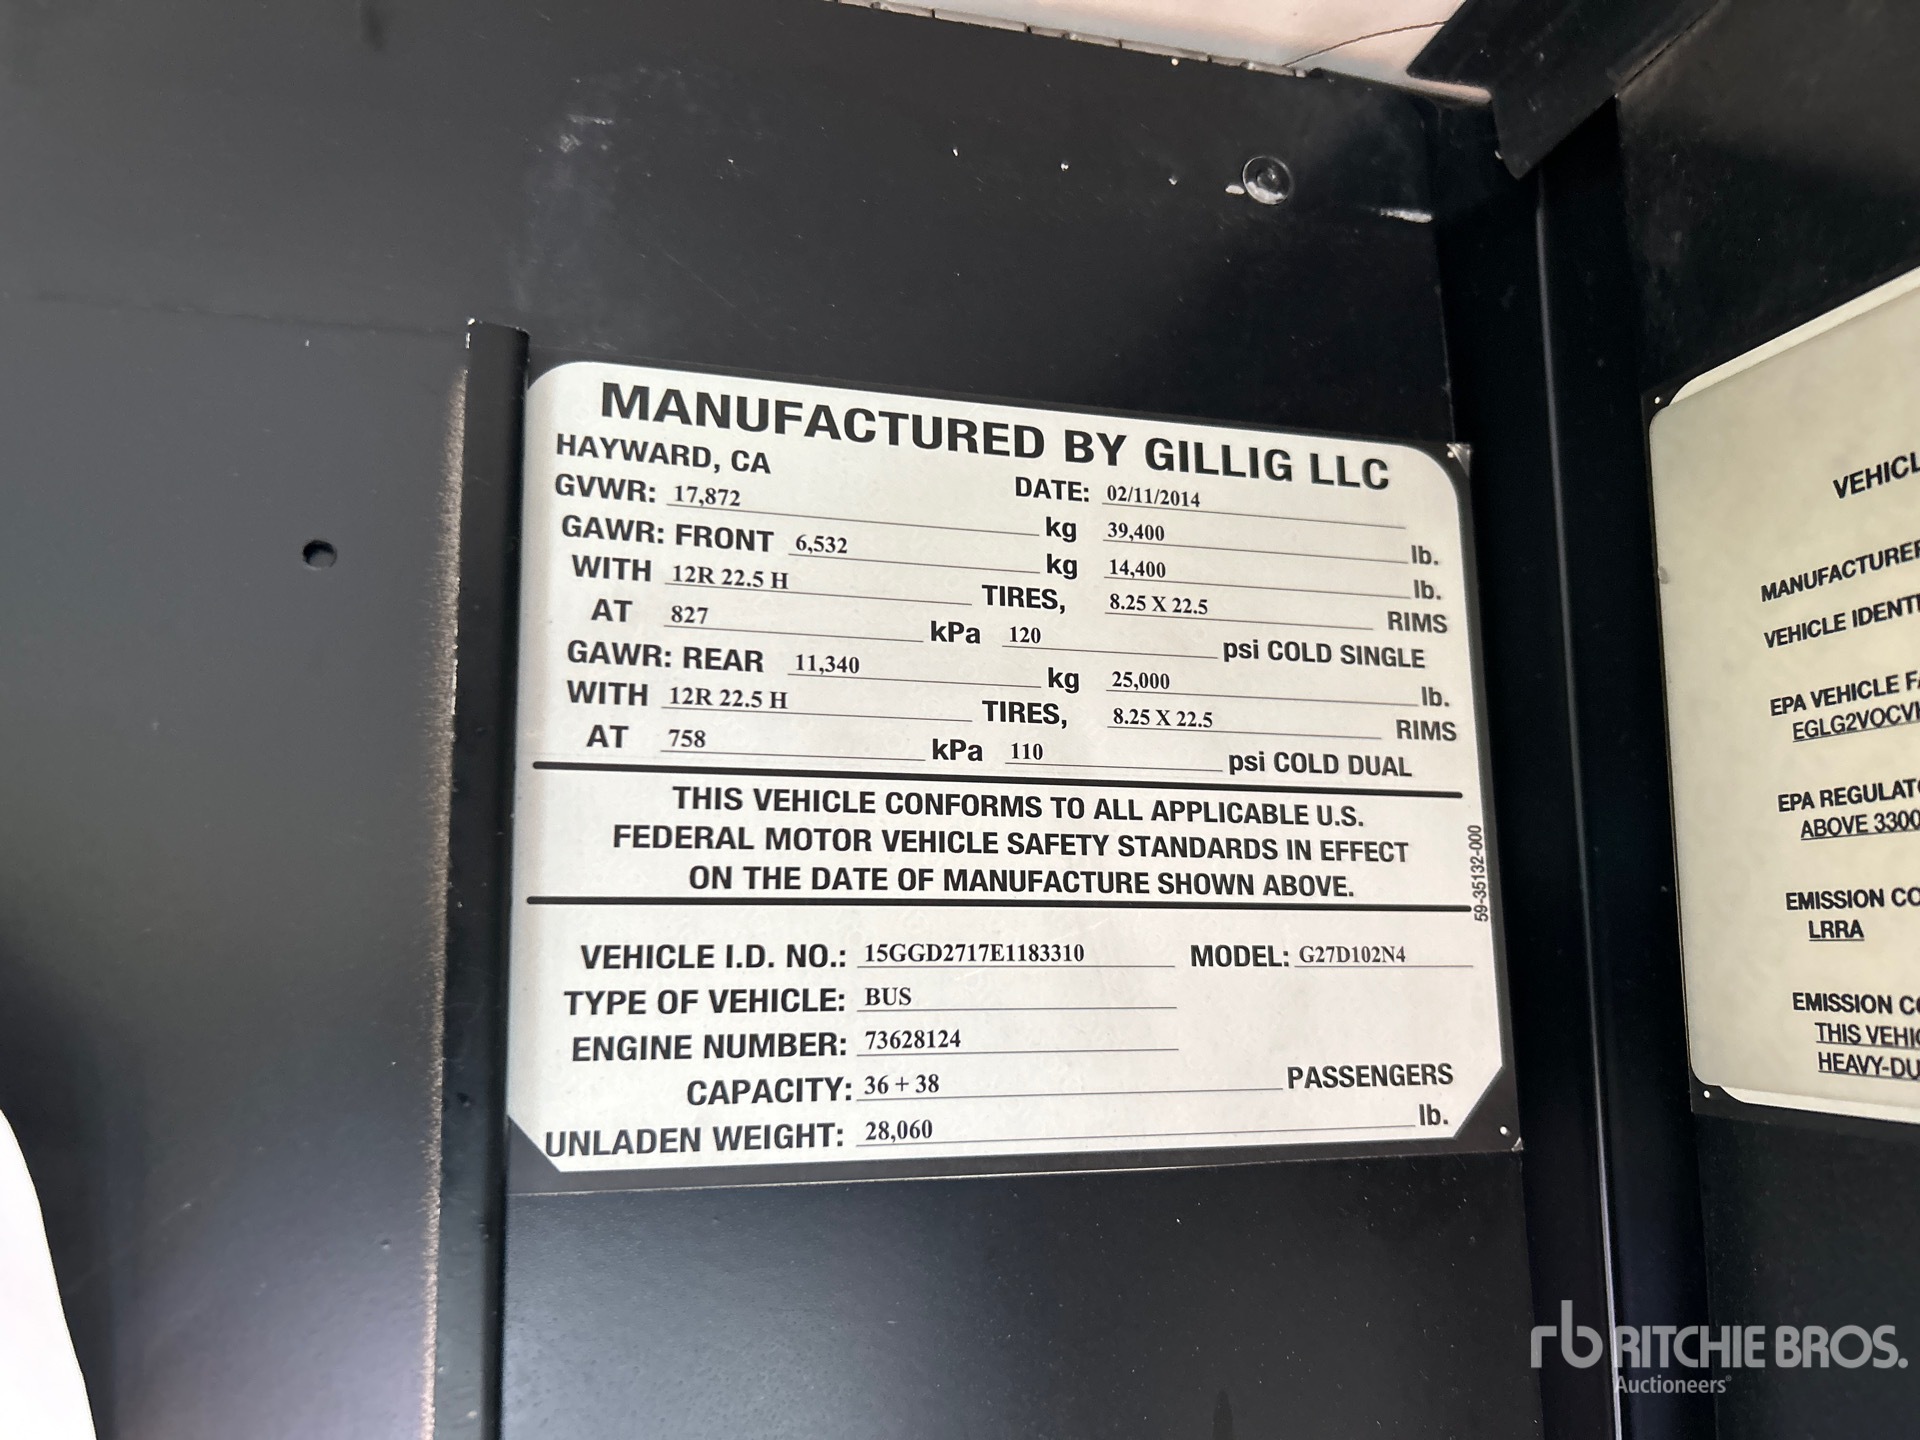 MANUFACTURED BY GILLIG LLC
HAYWARD, CA
DATE: 02/11/2014
GVWR: 17,872 kg 39,400 lb.
GAWR: FRONT 6,532 kg 14,400 lb.
WITH 12R 22.5 H TIRES, 8.25 X 22.5 RIMS
AT 827 kPa 120 psi COLD SINGLE
GAWR: REAR 11,340 kg 25,000 lb.
WITH 12R 22.5 H TIRES, 8.25 X 22.5 RIMS
AT 758 kPa 110 psi COLD DUAL
THIS VEHICLE CONFORMS TO ALL APPLICABLE U.S.
FEDERAL MOTOR VEHICLE SAFETY STANDARDS IN EFFECT
ON THE DATE OF MANUFACTURE SHOWN ABOVE.
59-35132-000
VEHICLE I.D. NO.: 15GGD2717E1183310 MODEL: G27D102N4
TYPE OF VEHICLE: BUS
ENGINE NUMBER: 73628124
CAPACITY: 36 + 38 PASSENGERS
UNLADEN WEIGHT: 28,060 lb.
VEHICL
MANUFACTURER
VEHICLE IDENTI
EPA VEHICLE FA
EGLG2VOCV
EPA REGULAT
ABOVE 3300
EMISSION CO
LRRA
EMISSION CO
THIS VEHI
HEAVY-DU
rb RITCHIE BROS.
Auctioneers